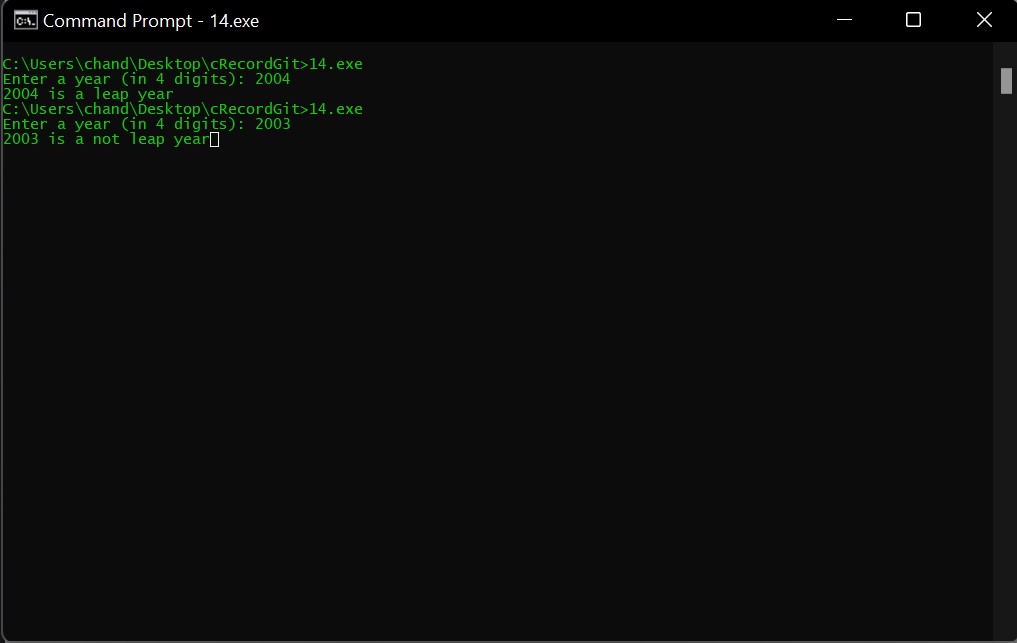 Command Prompt - 14.exe
C:\Users\chand\Desktop\cRecordGit>14.exe
Enter a year (in 4 digits): 2004
2004 is a leap year
C:\Users\chand\Desktop\cRecordGit>14.exe
Enter a year (in 4 digits): 2003
2003 is a not leap year